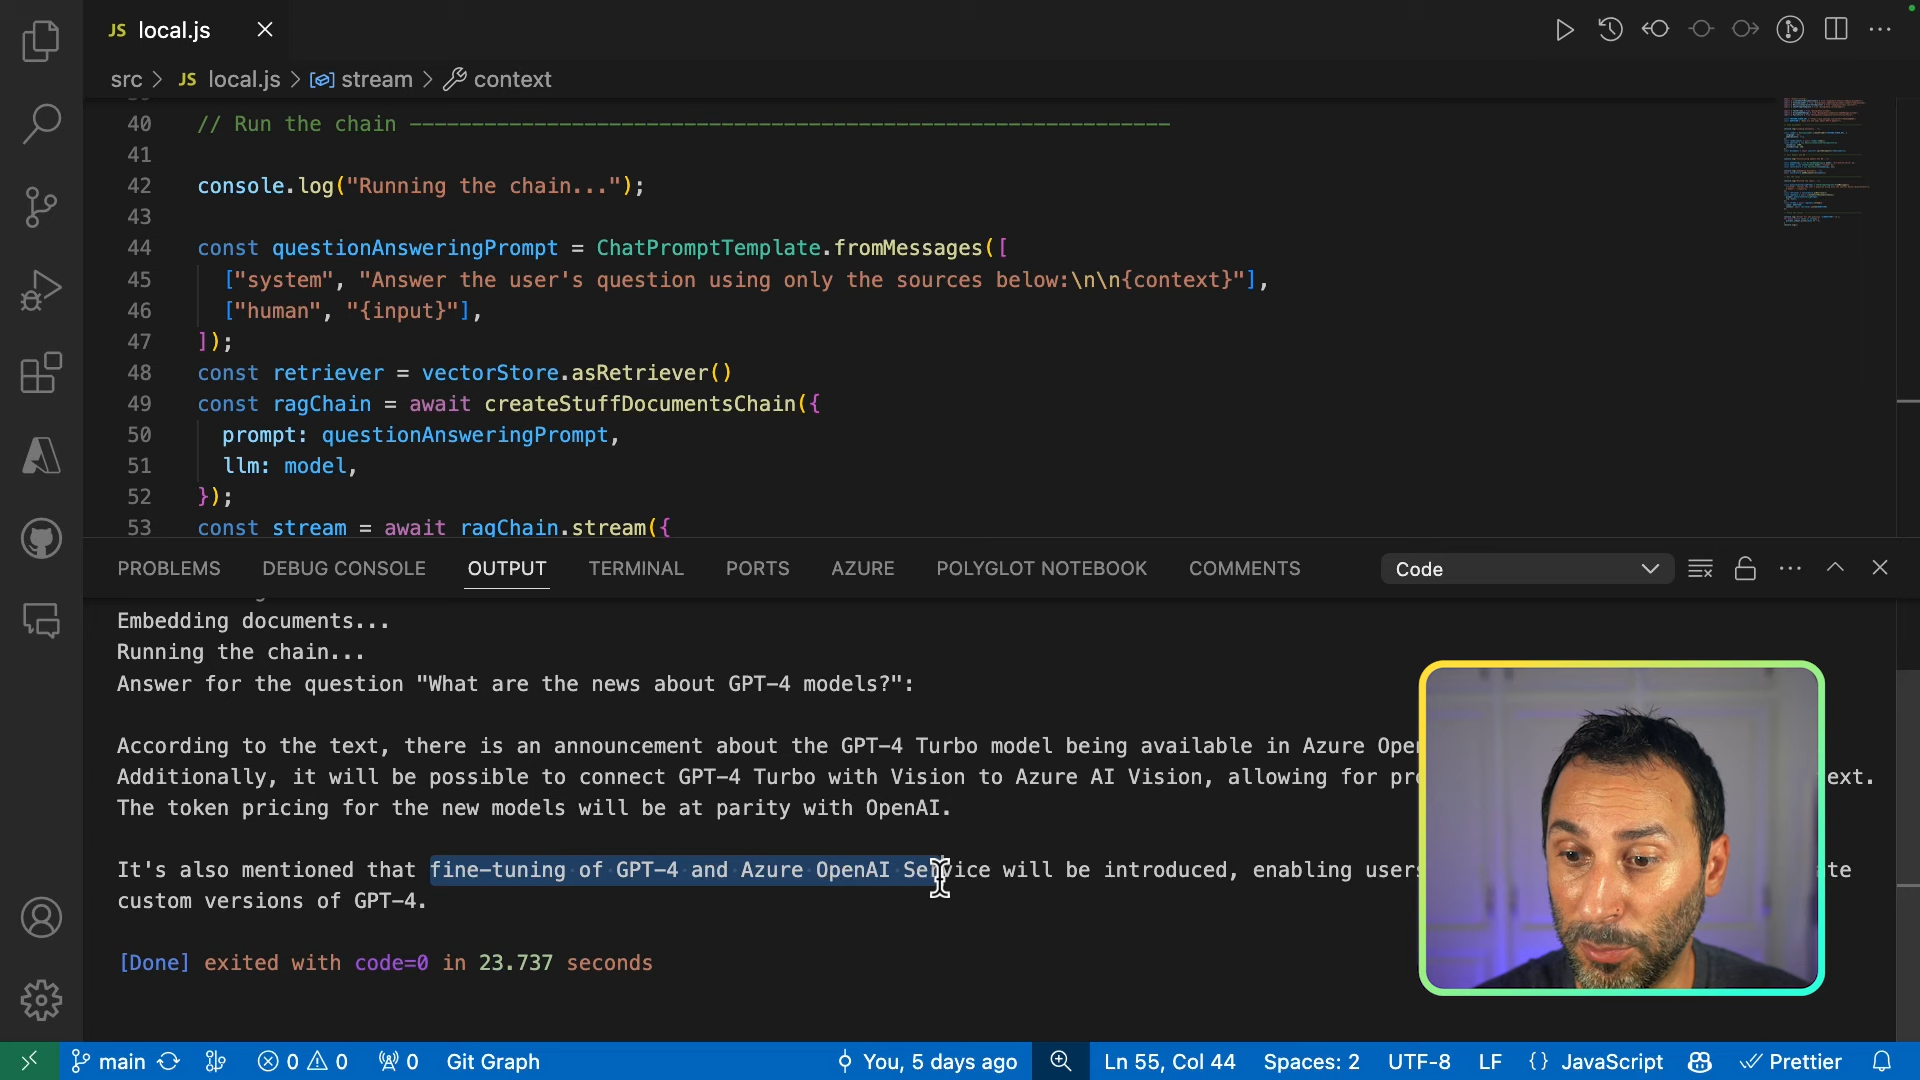 JS local.js
src > JS local.js > stream > context
40 // Run the chain
41
42 console.log("Running the chain...");
43
44 const questionAnsweringPrompt = ChatPromptTemplate.fromMessages([
45 ["system", "Answer the user's question using only the sources below:\n\n{context}"],
46 ["human", "{input}"],
47 ]);
48 const retriever = vectorStore.asRetriever()
49 const ragChain = await createStuffDocumentsChain({
50 prompt: questionAnsweringPrompt,
51 llm: model,
52 });
53 const stream = await ragChain.stream({
PROBLEMS DEBUG CONSOLE OUTPUT TERMINAL PORTS AZURE POLYGLOT NOTEBOOK COMMENTS Code
Embedding documents...
Running the chain...
Answer for the question "What are the news about GPT-4 models?":
According to the text, there is an announcement about the GPT-4 Turbo model being available in Azure
Additionally, it will be possible to connect GPT-4 Turbo with Vision to Azure AI Vision, allowing for
The token pricing for the new models will be at parity with OpenAI.
It's also mentioned that fine-tuning of GPT-4 and Azure OpenAI Service will be introduced, enabling
custom versions of GPT-4.
[Done] exited with code=0 in 23.737 seconds
main 0 0 0 Git Graph You, 5 days ago Ln 55, Col 44 Spaces: 2 UTF-8 LF {} JavaScript Prettier